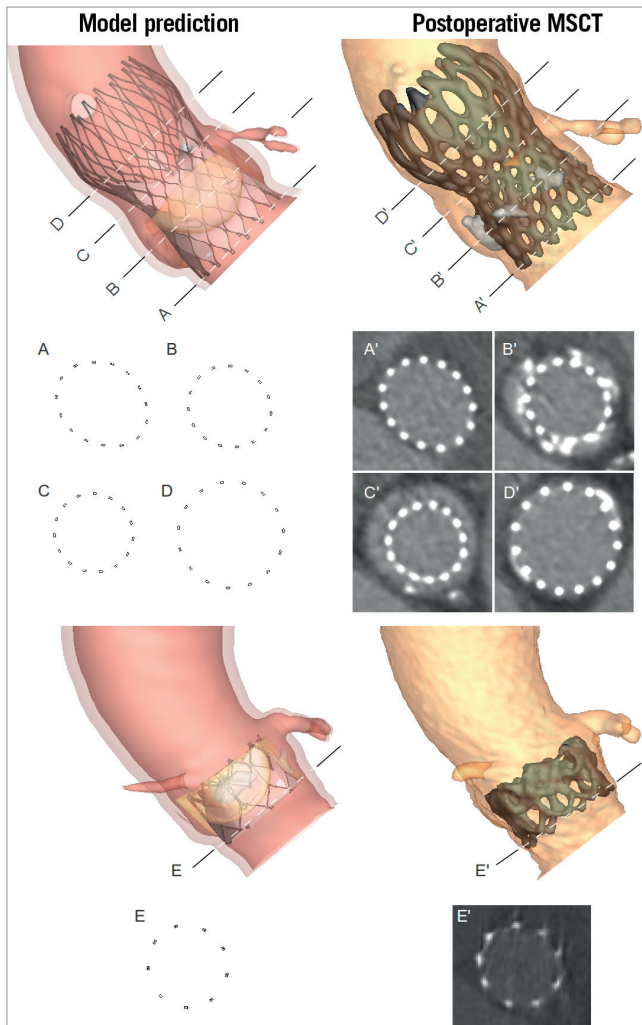 Model prediction
Postoperative MSCT
D
C
B
A
D'
C'
B'
A'
A
B
A'
B'
C
D
C'
D'
E
E'
E
E'